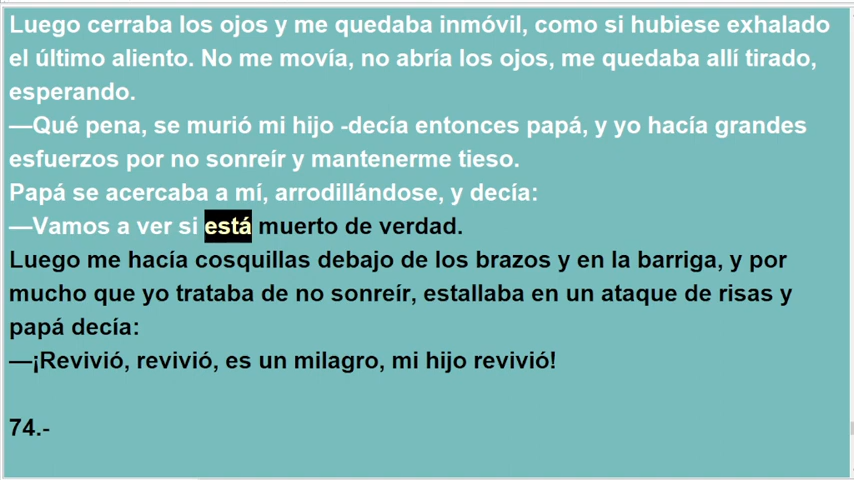 Luego cerraba los ojos y me quedaba inmóvil, como si hubiese exhalado
el último aliento. No me movía, no abría los ojos, me quedaba allí tirado,
esperando.
—Qué pena, se murió mi hijo -decía entonces papá, y yo hacía grandes
esfuerzos por no sonreír y mantenerme tieso.
Papá se acercaba a mí, arrodillándose, y decía:
—Vamos a ver si está muerto de verdad.
Luego me hacía cosquillas debajo de los brazos y en la barriga, y por
mucho que yo trataba de no sonreír, estallaba en un ataque de risas y
papá decía:
—¡Revivió, revivió, es un milagro, mi hijo revivió!
74.-